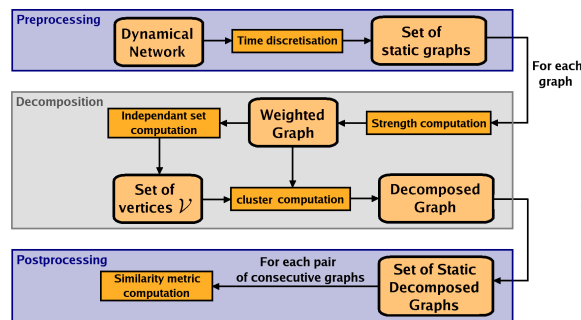 Preprocessing
Dynamical
Network
Time discretisation
Set of
static graphs
For each
graph
Decomposition
Independant set
computation
Weighted
Graph
Strength computation
Set of
vertices 𝒱
cluster computation
Decomposed
Graph
Postprocessing
Similarity metric
computation
For each pair
of consecutive graphs
Set of Static
Decomposed
Graphs